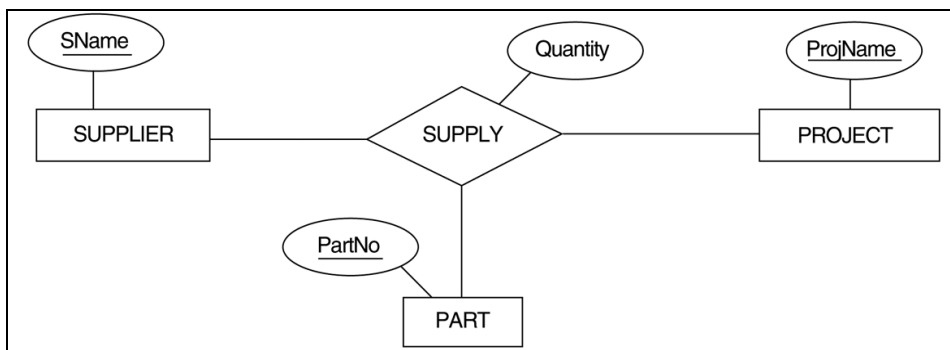 SName
Quantity
ProjName
SUPPLIER
SUPPLY
PROJECT
PartNo
PART